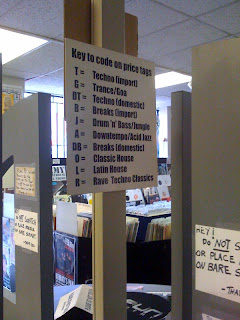 Key to code on price tags
T = Techno (import)
G = Trance/Goa
DT = Techno (domestic)
B = Breaks (import)
J = Drum 'n' Bass/Jungle
A = Downtempo/Acid Jazz
DB = Breaks (domestic)
O = Classic House
L = Latin House
R = Rave Techno Classics
HEY!
DO NOT S
OR PLACE
ON BARE S
-THA